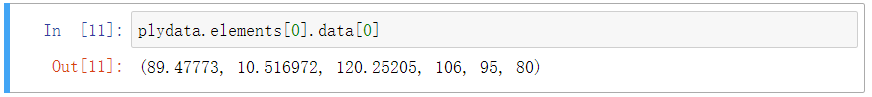 In [11]: plydata.elements[0].data[0]
Out[11]: (89.47773, 10.516972, 120.25205, 106, 95, 80)